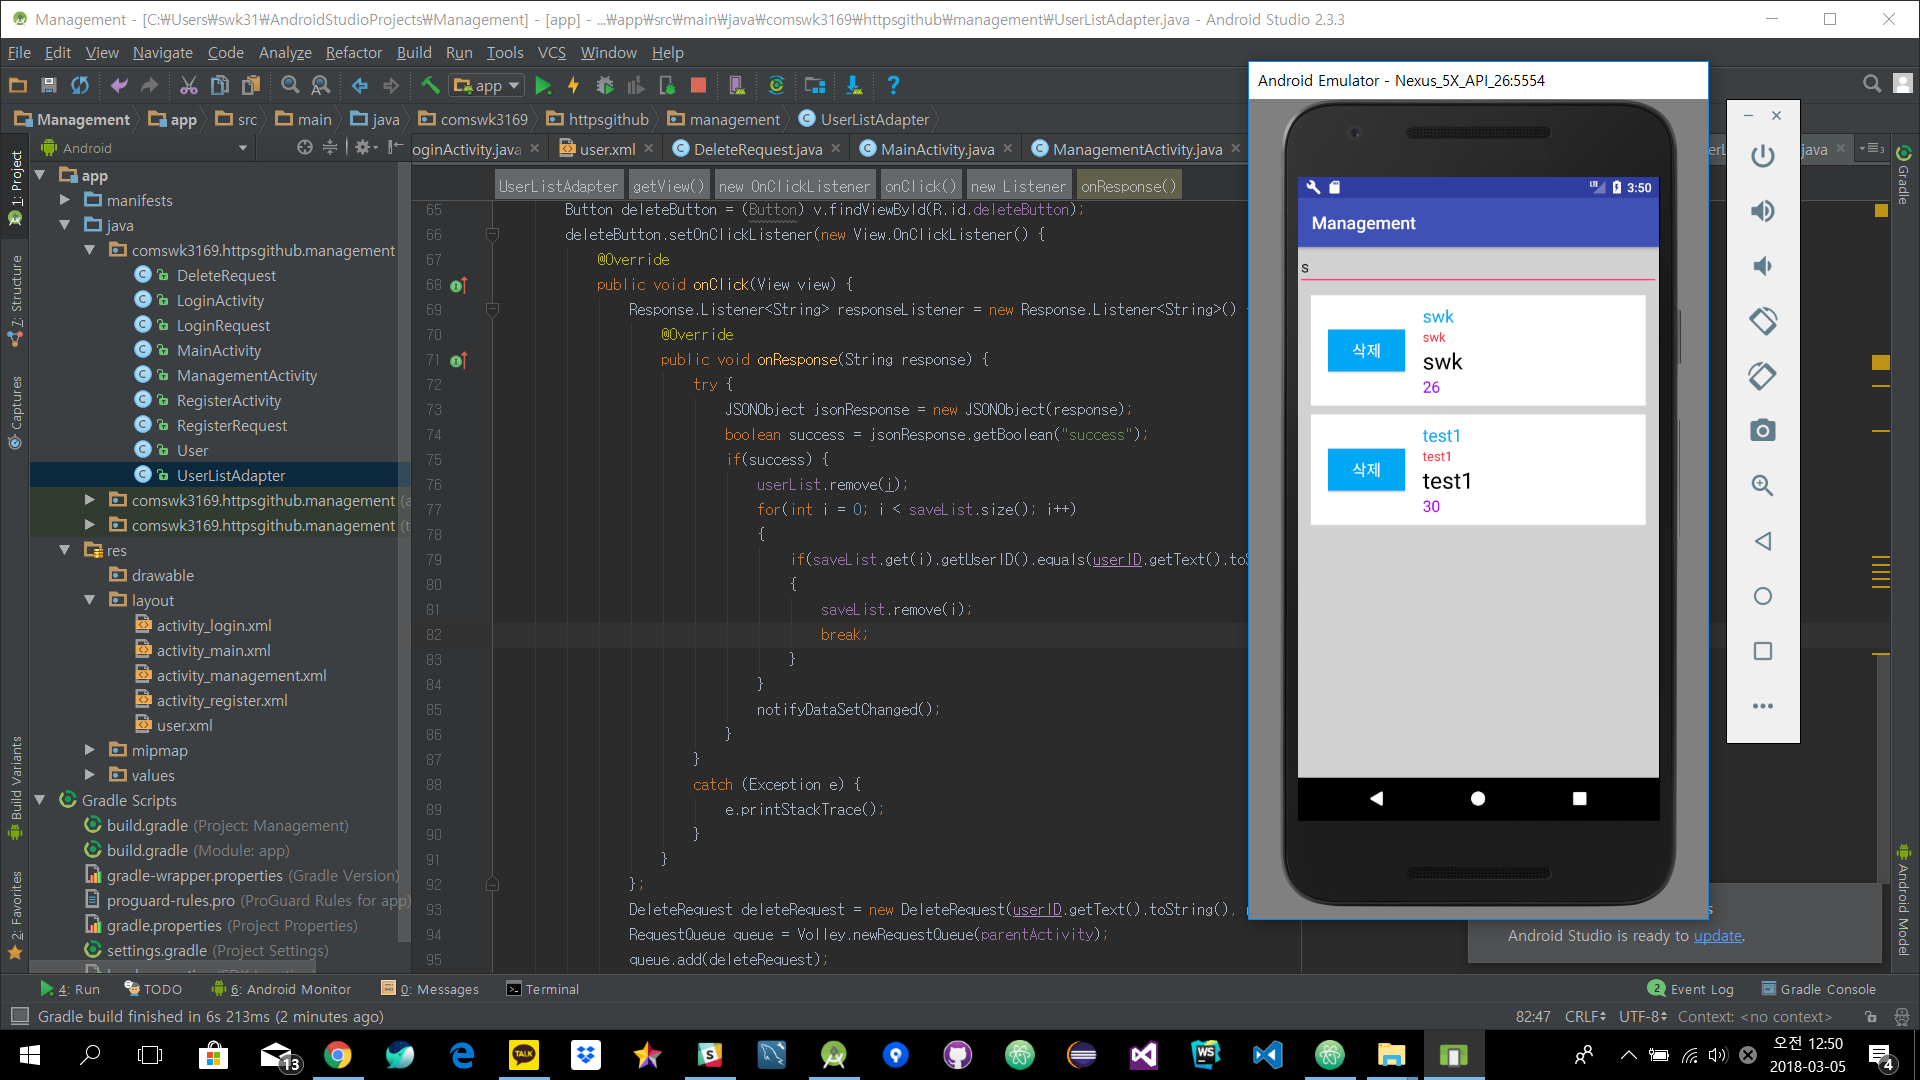 Management - [C:₩Users₩swk31₩AndroidStudioProjects₩Management] - [app] - ...₩app₩src₩main₩java₩comswk3169₩httpsgithub₩management₩UserListAdapter.java - Android Studio 2.3.3
File Edit View Navigate Code Analyze Refactor Build Run Tools VCS Window Help
app
Management app src main java comswk3169 httpsgithub management UserListAdapter
Android
oginActivity.java user.xml DeleteRequest.java MainActivity.java ManagementActivity.java java
UserListAdapter getView() new OnClickListener onClick() new Listener onResponse()
1: Project
7: Structure
Captures
Build Variants
2: Favorites
app
manifests
java
comswk3169.httpsgithub.management
DeleteRequest
LoginActivity
LoginRequest
MainActivity
ManagementActivity
RegisterActivity
RegisterRequest
User
UserListAdapter
comswk3169.httpsgithub.management (a
comswk3169.httpsgithub.management (t
res
drawable
layout
activity_login.xml
activity_main.xml
activity_management.xml
activity_register.xml
user.xml
mipmap
values
Gradle Scripts
build.gradle (Project: Management)
build.gradle (Module: app)
gradle-wrapper.properties (Gradle Version)
proguard-rules.pro (ProGuard Rules for app)
gradle.properties (Project Properties)
settings.gradle (Project Settings)
65 Button deleteButton = (Button) v.findViewById(R.id.deleteButton);
66 deleteButton.setOnClickListener(new View.OnClickListener() {
67 @Override
68 public void onClick(View view) {
69 Response.Listener<String> responseListener = new Response.Listener<String>()
70 @Override
71 public void onResponse(String response) {
72 try {
73 JSONObject jsonResponse = new JSONObject(response);
74 boolean success = jsonResponse.getBoolean("success");
75 if(success) {
76 userList.remove(i);
77 for(int i = 0; i < saveList.size(); i++)
78 {
79 if(saveList.get(i).getUserID().equals(userID.getText().toS
80 {
81 saveList.remove(i);
82 break;
83 }
84 }
85 notifyDataSetChanged();
86 }
87 }
88 catch (Exception e) {
89 e.printStackTrace();
90 }
91 }
92 };
93 DeleteRequest deleteRequest = new DeleteRequest(userID.getText().toString(),
94 RequestQueue queue = Volley.newRequestQueue(parentActivity);
95 queue.add(deleteRequest);
Android Emulator - Nexus_5X_API_26:5554
LTE 3:50
Management
s
삭제
swk
swk
swk
26
삭제
test1
test1
test1
30
Gradle
Android Model
Android Studio is ready to update.
4: Run TODO 6: Android Monitor 0: Messages Terminal 2 Event Log Gradle Console
Gradle build finished in 6s 213ms (2 minutes ago) 82:47 CRLF UTF-8 Context: <no context>
13 TALK WS 오전 12:50
2018-03-05 4